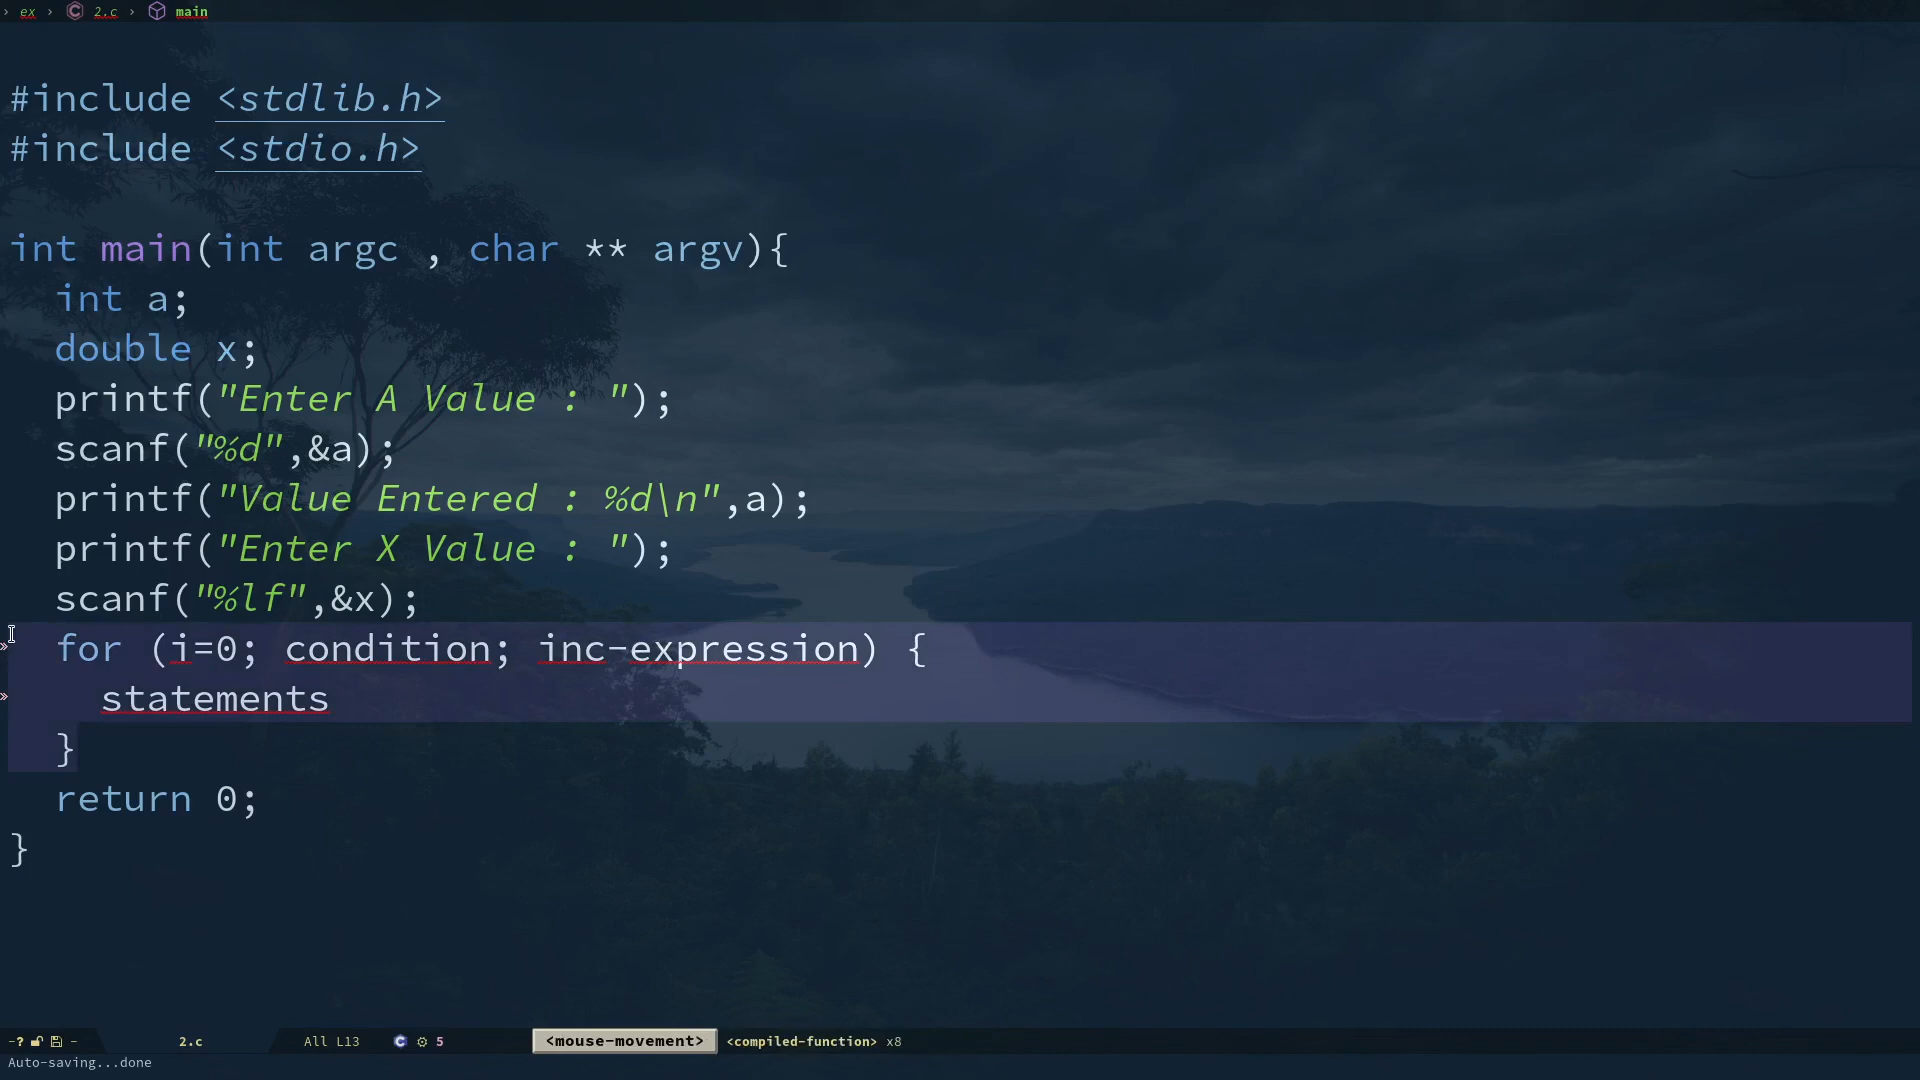 › ex › C 2.c › main
#include <stdlib.h>
#include <stdio.h>
int main(int argc , char ** argv){
int a;
double x;
printf("Enter A Value : ");
scanf("%d",&a);
printf("Value Entered : %d\n",a);
printf("Enter X Value : ");
scanf("%lf",&x);
» for (i=0; condition; inc-expression) {
» statements
}
return 0;
}
-? - 2.c All L13 C 5 <mouse-movement> <compiled-function> x8
Auto-saving...done